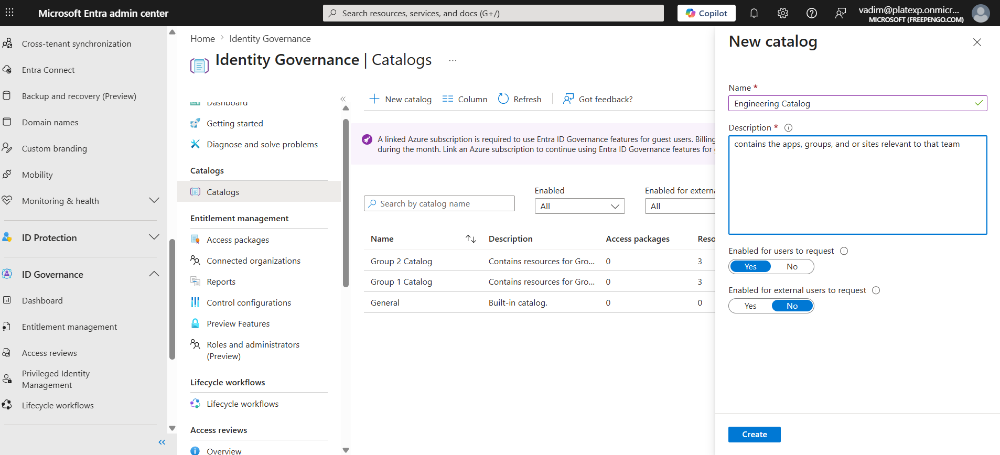 Microsoft Entra admin center
Search resources, services, and docs (G+/)
Copilot
vadim@platexp.onmicr...
MICROSOFT (FREEPENGO.COM)
Cross-tenant synchronization
Entra Connect
Backup and recovery (Preview)
Domain names
Custom branding
Mobility
Monitoring & health
ID Protection
ID Governance
Dashboard
Entitlement management
Access reviews
Privileged Identity
Management
Lifecycle workflows
Home
Identity Governance
Identity Governance | Catalogs
...
Dashboard
Getting started
Diagnose and solve problems
Catalogs
Catalogs
Entitlement management
Access packages
Connected organizations
Reports
Control configurations
Preview Features
Roles and administrators
(Preview)
Lifecycle workflows
Lifecycle workflows
Access reviews
Overview
New catalog
Column
Refresh
Got feedback?
A linked Azure subscription is required to use Entra ID Governance features for guest users. Billing
during the month. Link an Azure subscription to continue using Entra ID Governance features for
Search by catalog name
Enabled
All
Enabled for externa
All
Name Description Access packages Reso
Group 2 Catalog Contains resources for Gro... 0 3
Group 1 Catalog Contains resources for Gro... 0 3
General Built-in catalog. 0 0
New catalog
Name *
Engineering Catalog
Description *
contains the apps, groups, and or sites relevant to that team
Enabled for users to request
Yes No
Enabled for external users to request
Yes No
Create